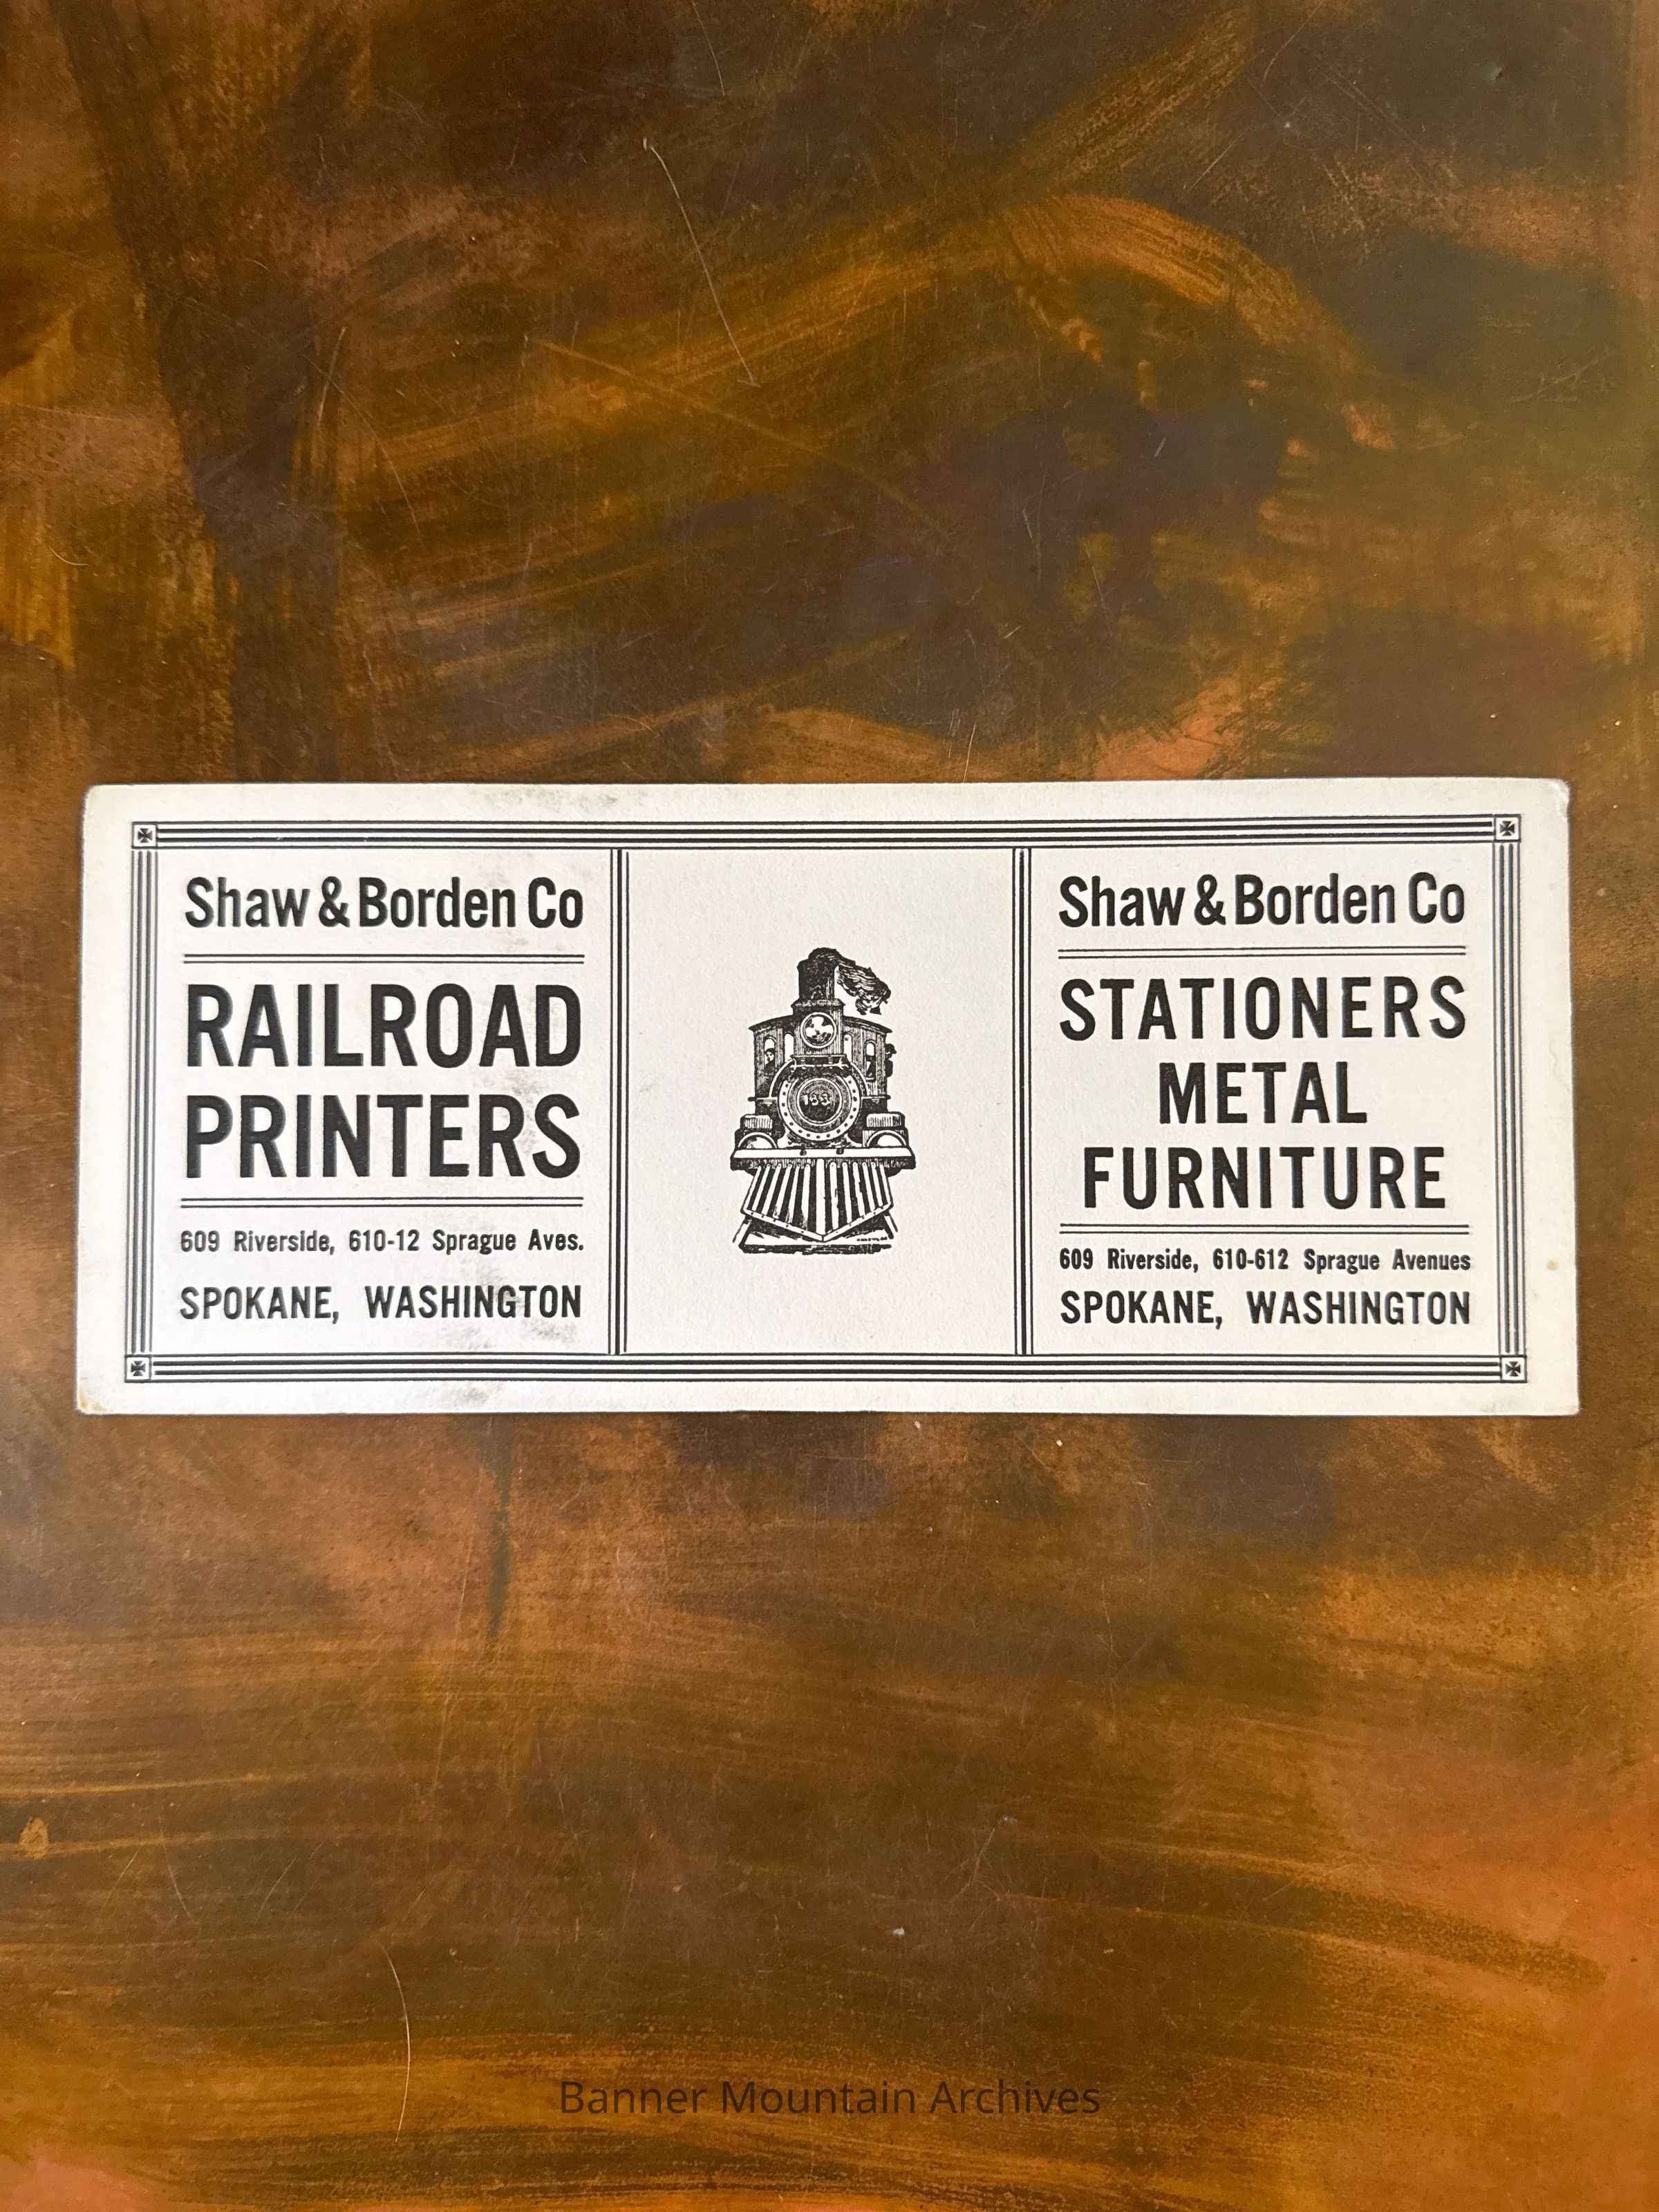 Shaw & Borden Co
RAILROAD
PRINTERS
609 Riverside, 610-12 Sprague Aves.
SPOKANE, WASHINGTON
Shaw & Borden Co
STATIONERS
METAL
FURNITURE
609 Riverside, 610-612 Sprague Avenues
SPOKANE, WASHINGTON
Banner Mountain Archives